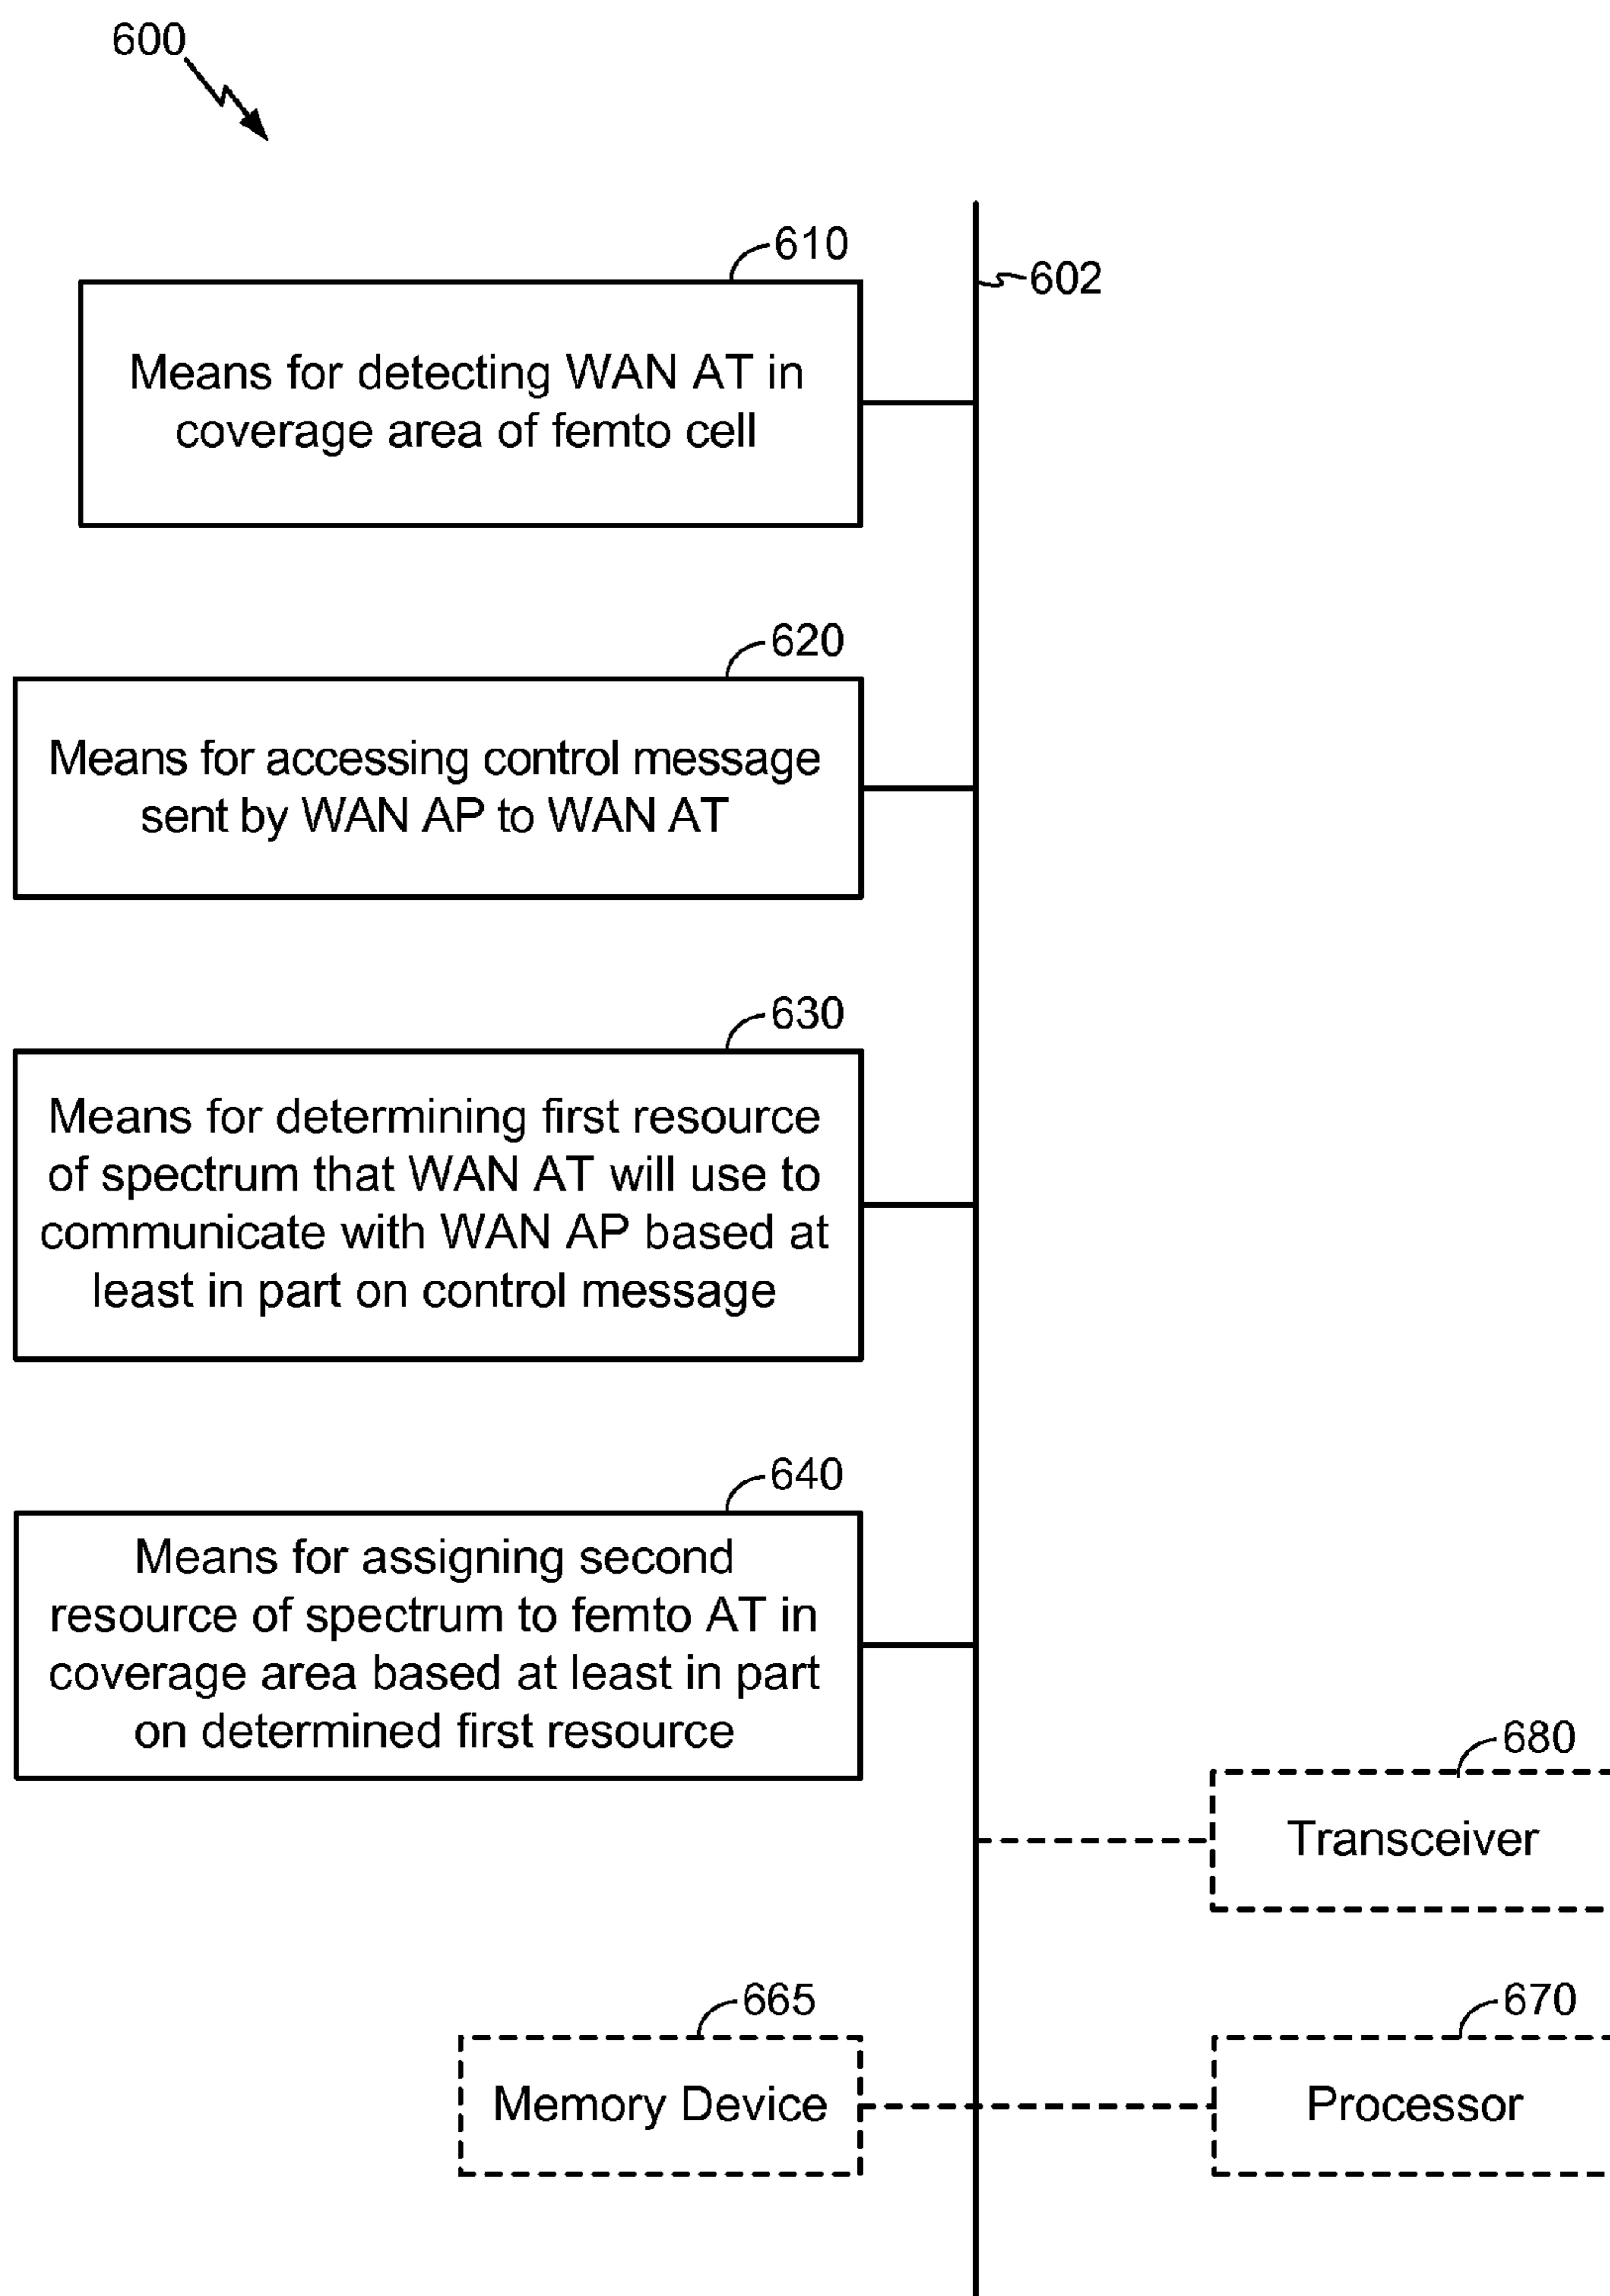 600
610
602
Means for detecting WAN AT in
coverage area of femto cell
620
Means for accessing control message
sent by WAN AP to WAN AT
630
Means for determining first resource
of spectrum that WAN AT will use to
communicate with WAN AP based at
least in part on control message
640
Means for assigning second
resource of spectrum to femto AT in
coverage area based at least in part
on determined first resource
680
Transceiver
665
670
Memory Device
Processor